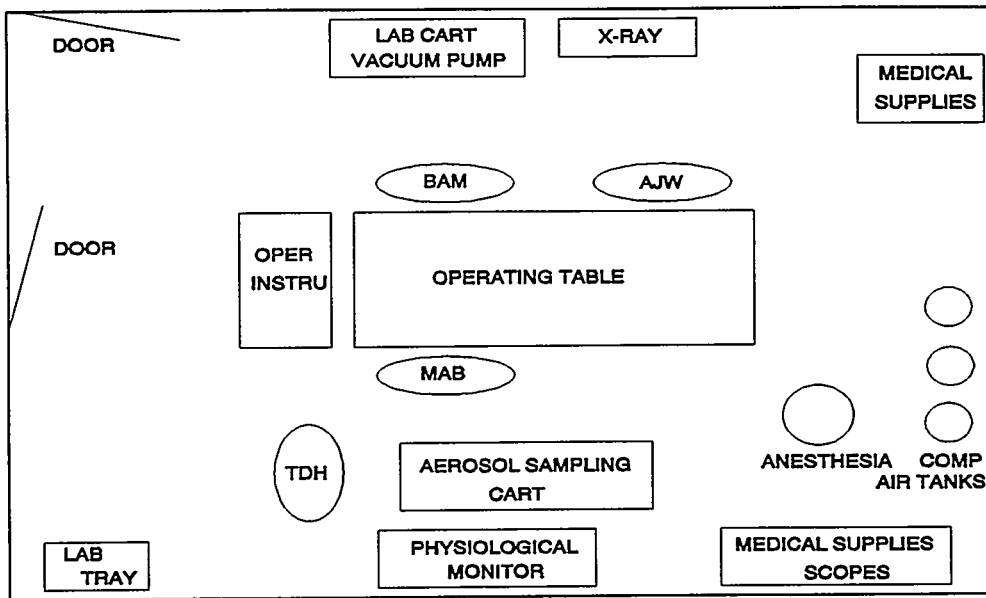 DOOR
LAB CART
VACUUM PUMP
X-RAY
MEDICAL
SUPPLIES
BAM
AJW
DOOR
OPER
INSTRU
OPERATING TABLE
MAB
TDH
AEROSOL SAMPLING
CART
ANESTHESIA
COMP
AIR TANKS
LAB
TRAY
PHYSIOLOGICAL
MONITOR
MEDICAL SUPPLIES
SCOPES